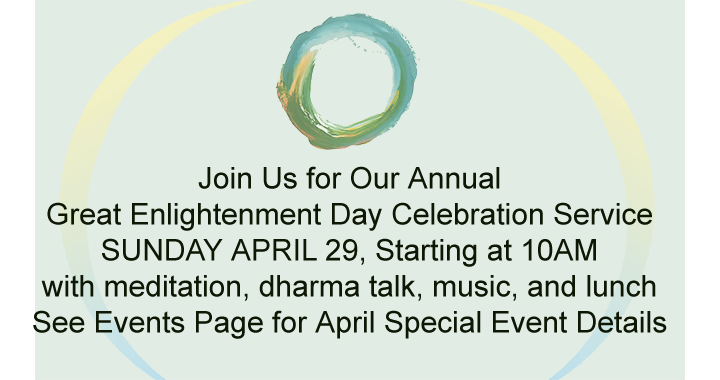 Join Us for Our Annual
Great Enlightenment Day Celebration Service
SUNDAY APRIL 29, Starting at 10AM
with meditation, dharma talk, music, and lunch
See Events Page for April Special Event Details